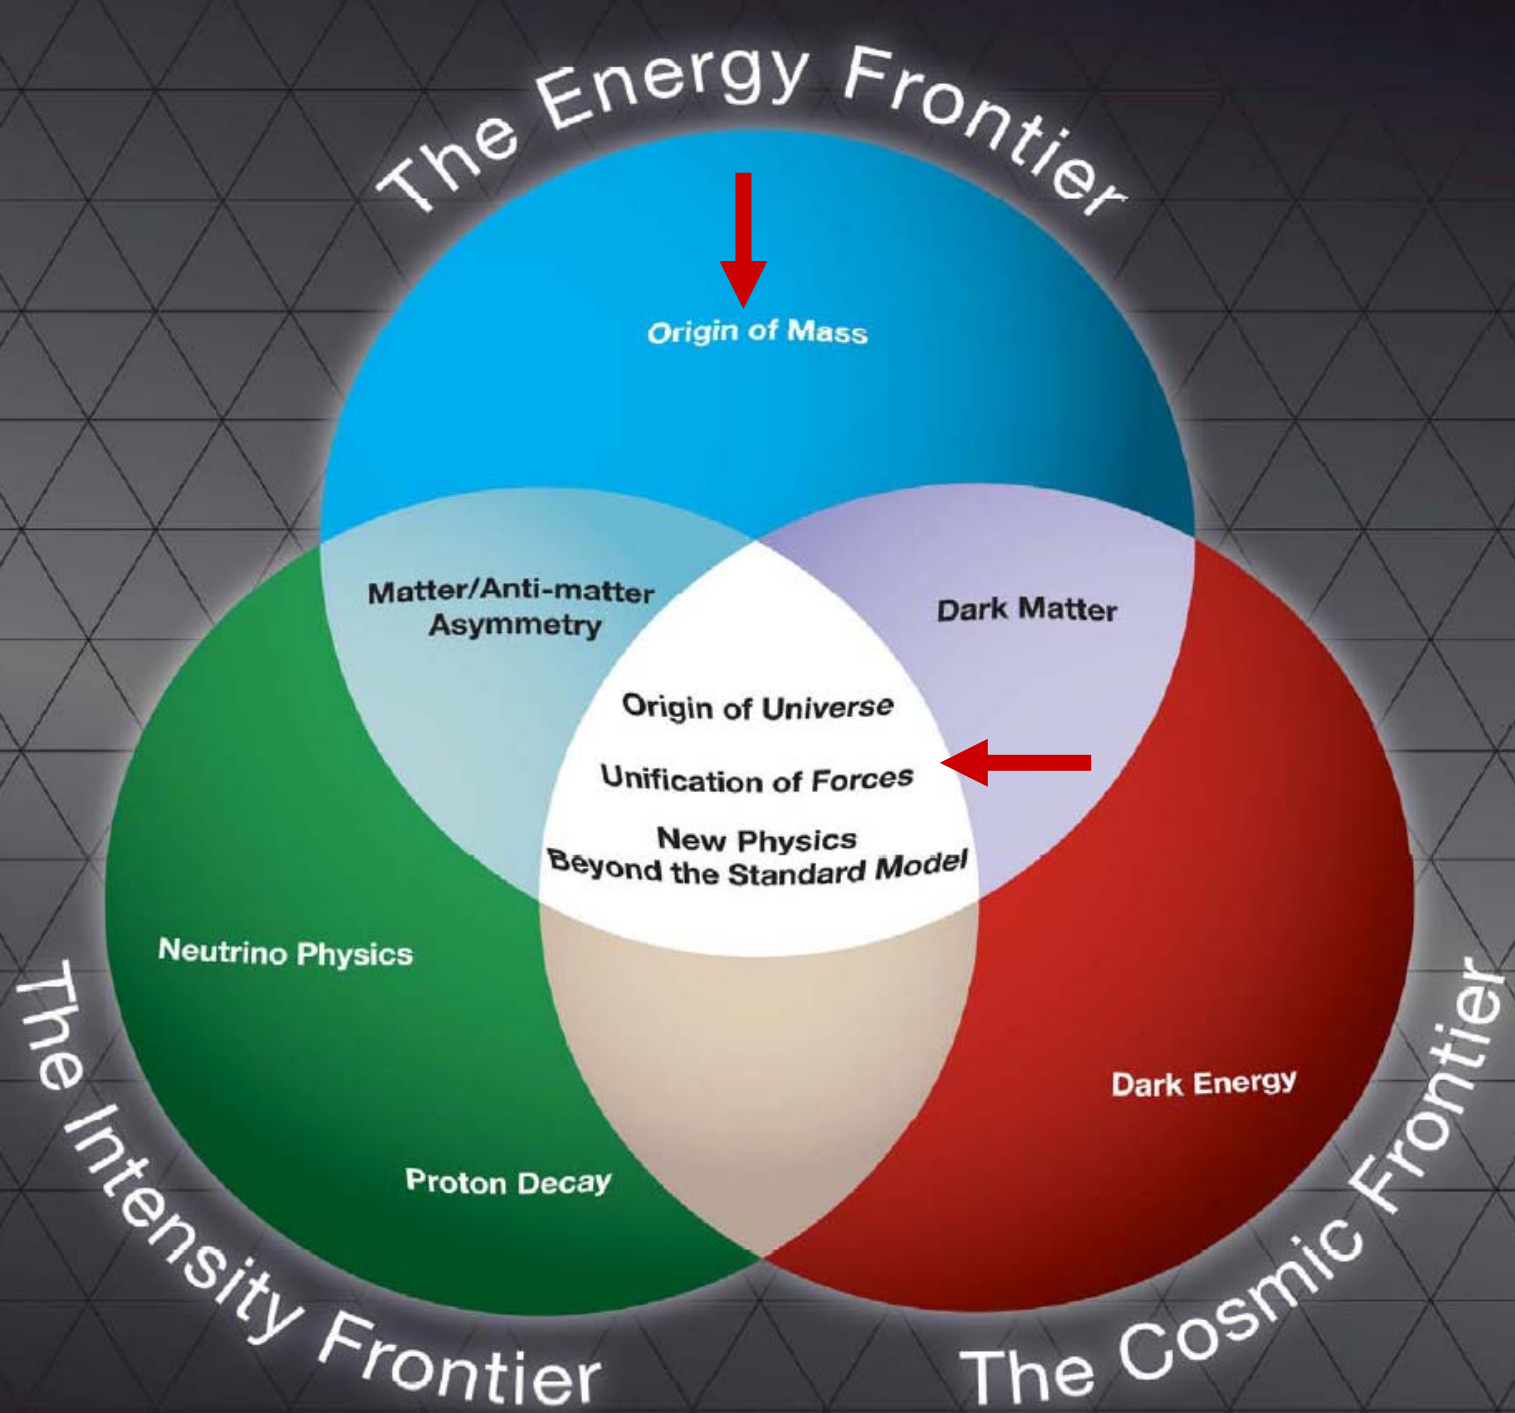 The Energy Frontier
Origin of Mass
Matter/Anti-matter
Asymmetry
Dark Matter
Origin of Universe
Unification of Forces
New Physics
Beyond the Standard Model
Neutrino Physics
Dark Energy
Proton Decay
The Intensity Frontier
The Cosmic Frontier